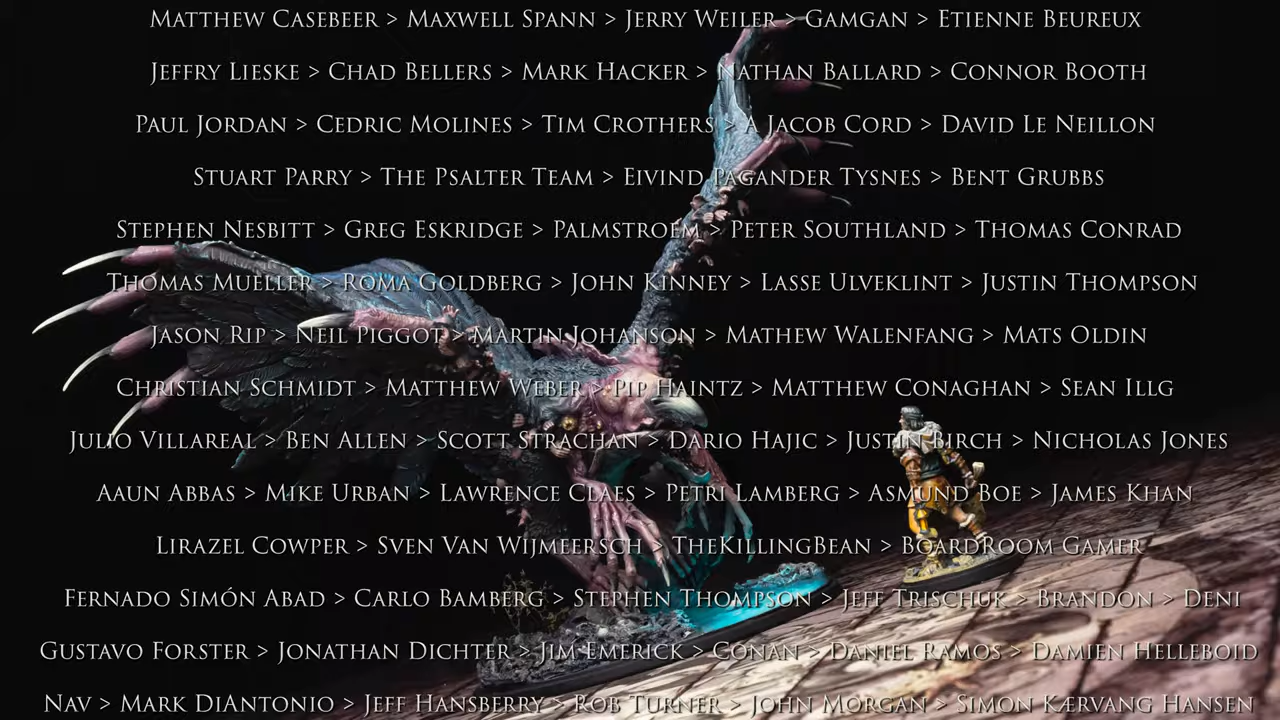 Matthew Casebeer > Maxwell Spann > Jerry Weiler > Gamgan > Etienne Beureux
Jeffry Lieske > Chad Bellers > Mark Hacker > Nathan Ballard > Connor Booth
Paul Jordan > Cedric Molines > Tim Crothers > A Jacob Cord > David Le Neillon
Stuart Parry > The Psalter Team > Eivind Pagander Tysnes > Bent Grubbs
Stephen Nesbitt > Greg Eskridge > Palmstroem > Peter Southland > Thomas Conrad
Thomas Mueller > Roma Goldberg > John Kinney > Lasse Ulveklint > Justin Thompson
Jason Rip > Neil Piggot > Martin Johanson > Mathew Walenfang > Mats Oldin
Christian Schmidt > Matthew Weber > Pip Haintz > Matthew Conaghan > Sean Illg
Julio Villareal > Ben Allen > Scott Strachan > Dario Hajic > Justin Birch > Nicholas Jones
Aaun Abbas > Mike Urban > Lawrence Claes > Petri Lamberg > Asmund Boe > James Khan
Lirazel Cowper > Sven Van Wijmeersch > TheKillingBean > BoardRoom Gamer
Fernado Simón Abad > Carlo Bamberg > Stephen Thompson > Jeff Trischuk > Brandon > Deni
Gustavo Forster > Jonathan Dichter > Jim Emerick > Conan > Daniel Ramos > Damien Helleboid
Nav > Mark DiAntonio > Jeff Hansberry > Rob Turner > John Morgan > Simon Kærvang Hansen